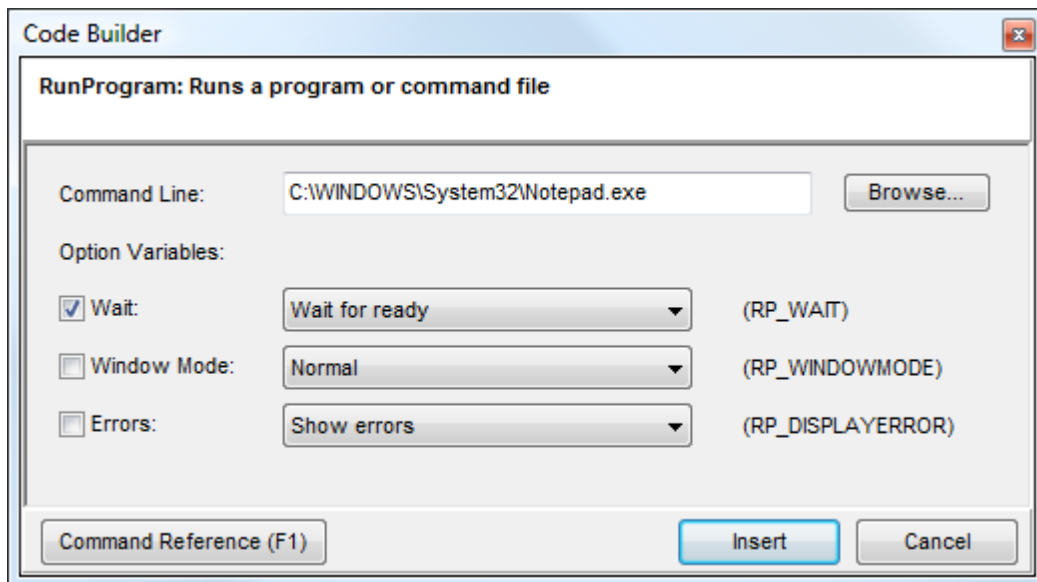 Code Builder
RunProgram: Runs a program or command file
Command Line: C:\WINDOWS\System32\Notepad.exe Browse...
Option Variables:
Wait: Wait for ready (RP_WAIT)
Window Mode: Normal (RP_WINDOWMODE)
Errors: Show errors (RP_DISPLAYERROR)
Command Reference (F1) Insert Cancel